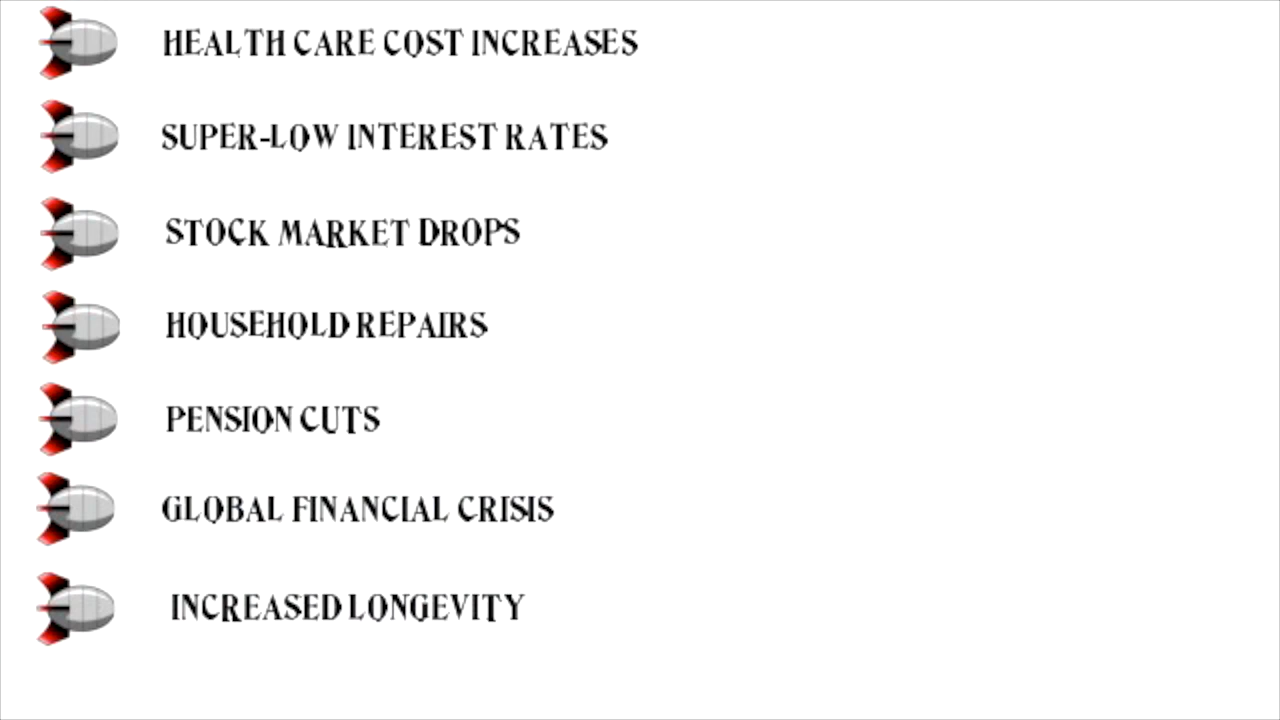 HEALTH CARE COST INCREASES
SUPER-LOW INTEREST RATES
STOCK MARKET DROPS
HOUSEHOLD REPAIRS
PENSION CUTS
GLOBAL FINANCIAL CRISIS
INCREASED LONGEVITY